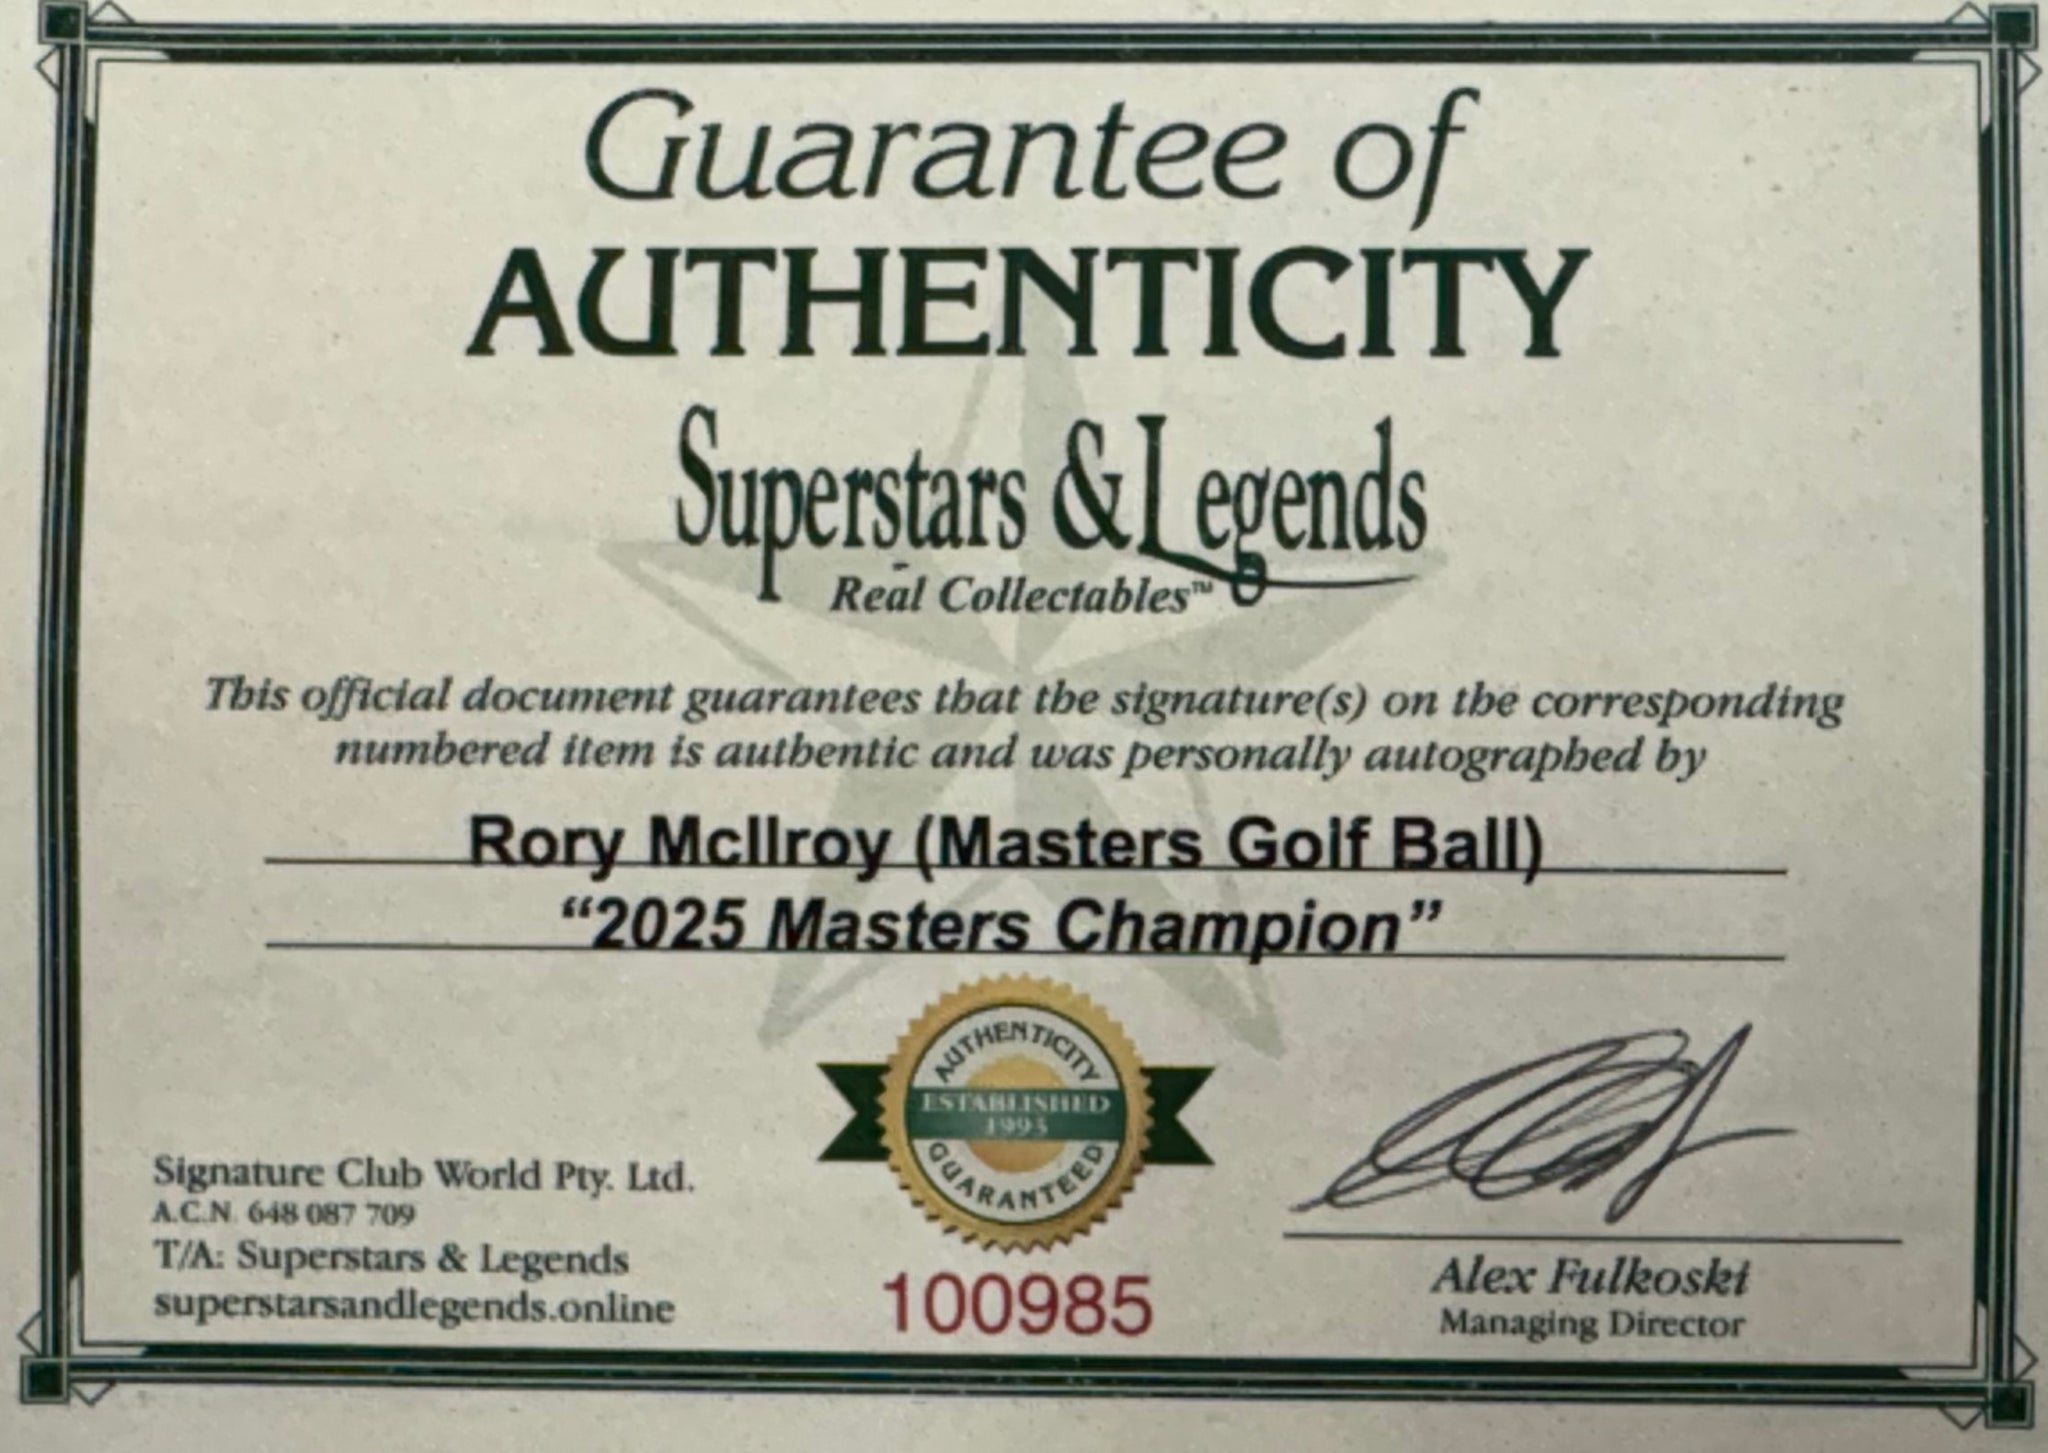 Guarantee of
AUTHENTICITY
Superstars & Legends
Real Collectables™
This official document guarantees that the signature(s) on the corresponding
numbered item is authentic and was personally autographed by
Rory McIlroy (Masters Golf Ball)
“2025 Masters Champion”
AUTHENTICITY
ESTABLISHED
1993
GUARANTEED
Signature Club World Pty. Ltd.
A.C.N. 648 087 709
T/A: Superstars & Legends
superstarsandlegends.online
100985
Alex Fulkoski
Managing Director